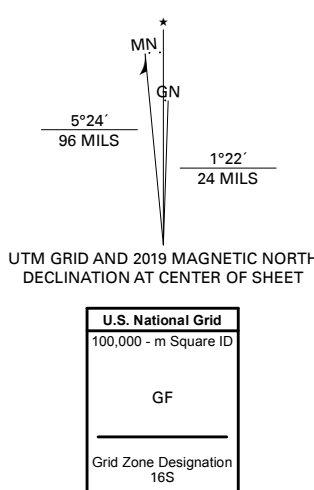 ★
MN
GN
5°24´
96 MILS
1°22´
24 MILS
UTM GRID AND 2019 MAGNETIC NORTH
DECLINATION AT CENTER OF SHEET
U.S. National Grid
100,000 - m Square ID
GF
Grid Zone Designation
16S